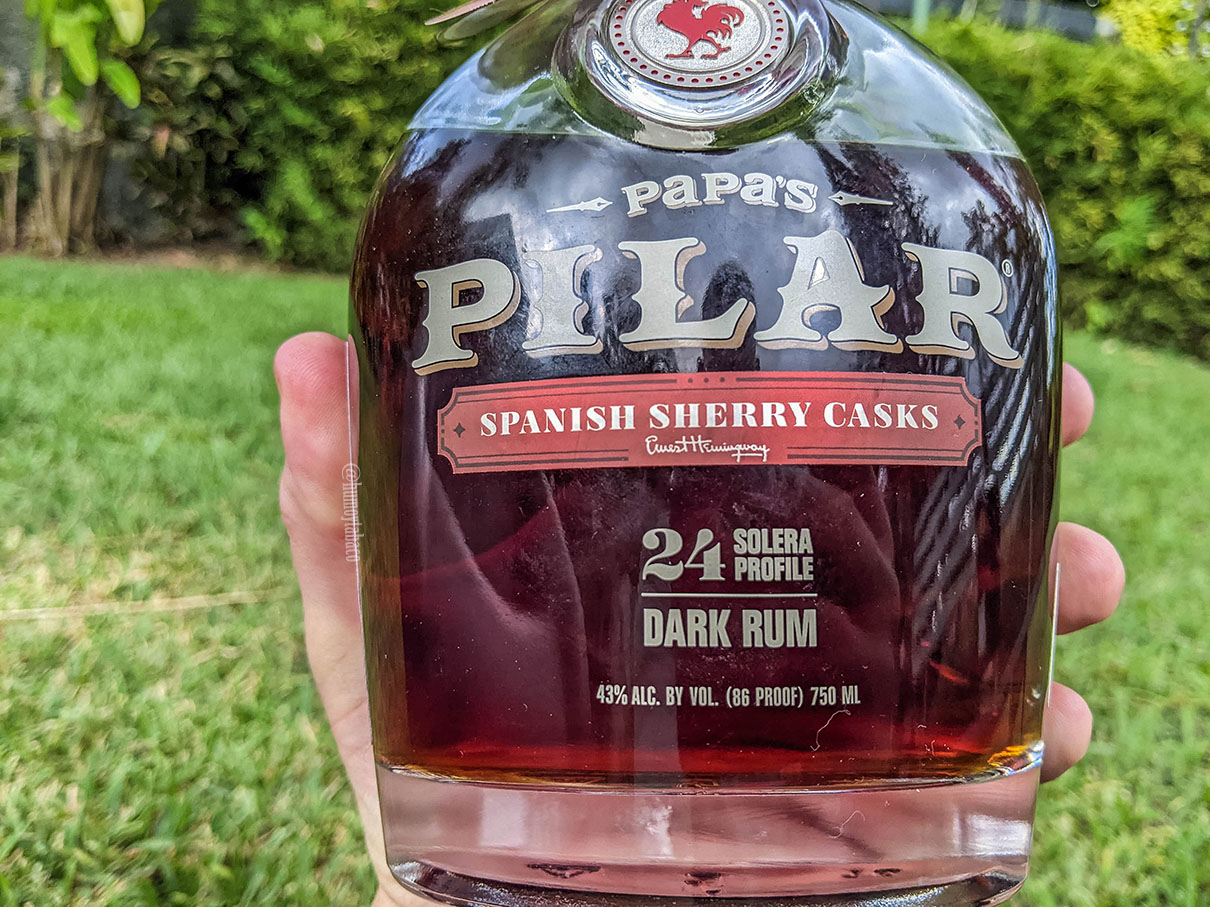 PaPa's
PILAR®
SPANISH SHERRY CASKS
Ernest Hemingway
24 SOLERA
PROFILE
DARK RUM
43% ALC. BY VOL. (86 PROOF) 750 ML